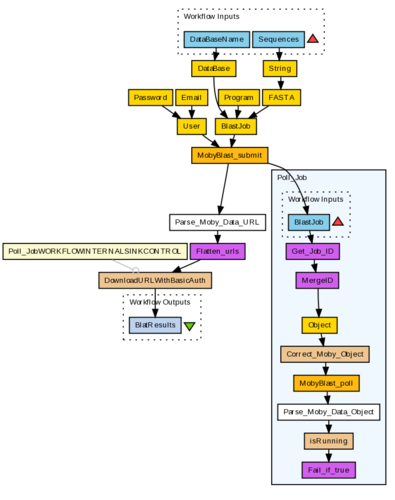 Workflow Inputs
DataBaseName
Sequences
DataBase
String
Password
Email
Program
FASTA
User
BlastJob
MobyBlast_submit
Poll_Job
Workflow Inputs
BlastJob
Parse_Moby_Data_URL
Poll_JobWORKFLOWINTERNALSINKCONTROL
Flatten_urls
Get_Job_ID
DownloadURLWithBasicAuth
MergeID
Workflow Outputs
BlatResults
Object
Correct_Moby_Object
MobyBlast_poll
Parse_Moby_Data_Object
isRunning
Fail_if_true